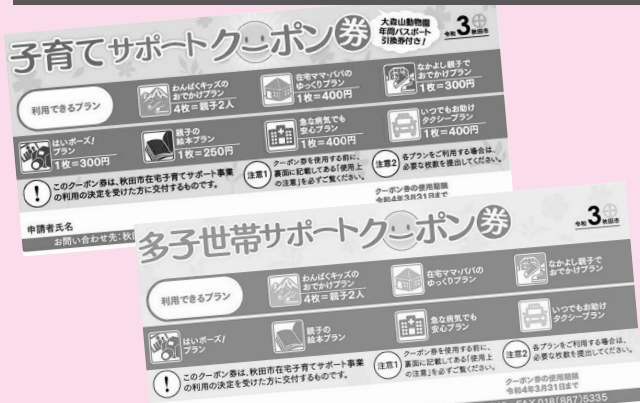 子育てサポートクーポン券
大森山動物園
年間パスポート
引換券付き!
令和3
秋田市
利用できるプラン
わんぱくキッズの
おでかけプラン
4枚=親子2人
在宅ママ・パパの
ゆっくりプラン
1枚=400円
なかよし親子で
おでかけプラン
1枚=300円
はいポーズ!
プラン
1枚=300円
親子の
絵本プラン
1枚=250円
急な病気でも
安心プラン
1枚=400円
いつでもお助け
タクシープラン
1枚=400円
! このクーポン券は、秋田市在宅子育てサポート事業
の利用の決定を受けた方に交付するものです。
注意1 クーポン券を使用する前に、
裏面に記載してある「使用上
の注意」を必ずご覧ください。
注意2 各プランをご利用する場合は、
必要な枚数を提出してください。
クーポン券の使用期限
令和4年3月31日まで
申請者氏名
お問い合わせ先:秋
多子世帯サポートクーポン券
令和3
秋田市
利用できるプラン
わんぱくキッズの
おでかけプラン
4枚=親子2人
在宅ママ・パパの
ゆっくりプラン
なかよし親子で
おでかけプラン
はいポーズ!
プラン
親子の
絵本プラン
急な病気でも
安心プラン
いつでもお助け
タクシープラン
! このクーポン券は、秋田市在宅子育てサポート事業
の利用の決定を受けた方に交付するものです。
注意1 クーポン券を使用する前に、
裏面に記載してある「使用上
の注意」を必ずご覧ください。
注意2 各プランをご利用する場合は、
必要な枚数を提出してください。
クーポン券の使用期限
令和4年3月31日まで
FAX 018(887)5335